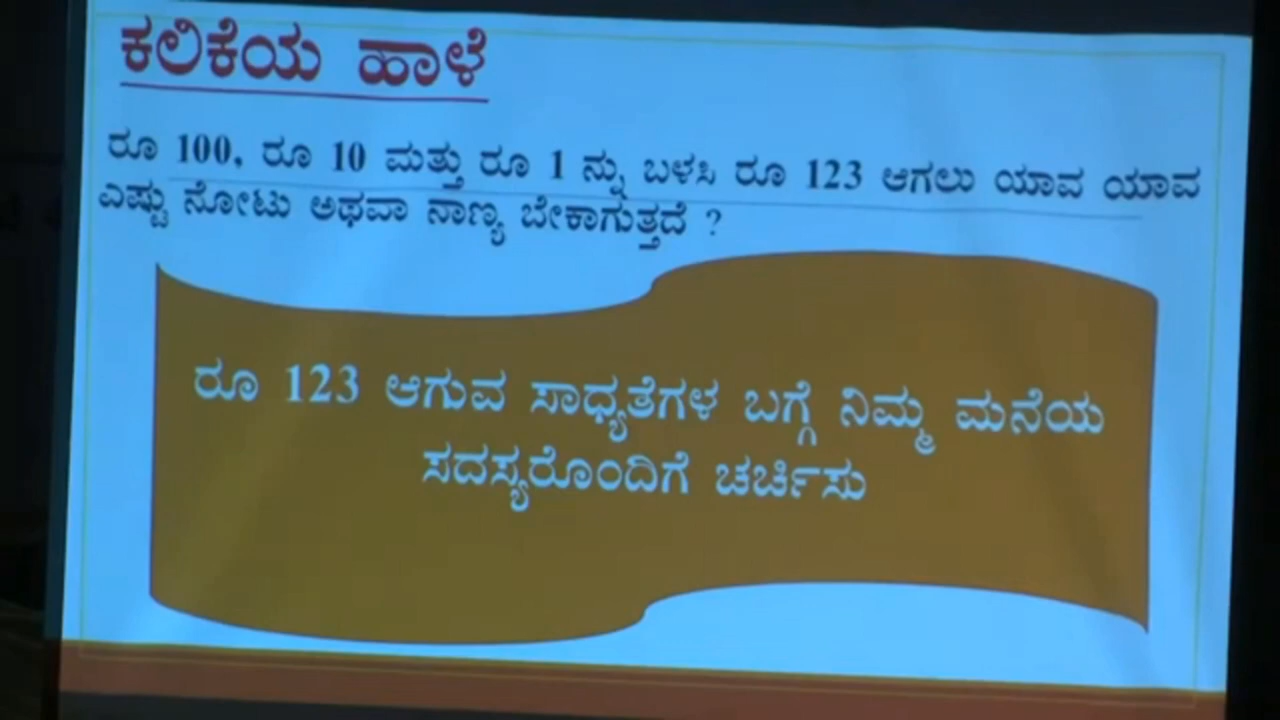 ಕಲಿಕೆಯ ಹಾಳೆ
ರೂ 100, ರೂ 10 ಮತ್ತು ರೂ 1 ನ್ನು ಬಳಸಿ ರೂ 123 ಆಗಲು ಯಾವ ಯಾವ
ಎಷ್ಟು ನೋಟು ಅಥವಾ ನಾಣ್ಯ ಬೇಕಾಗುತ್ತದೆ ?
ರೂ 123 ಆಗುವ ಸಾಧ್ಯತೆಗಳ ಬಗ್ಗೆ ನಿಮ್ಮ ಮನೆಯ
ಸದಸ್ಯರೊಂದಿಗೆ ಚರ್ಚಿಸು